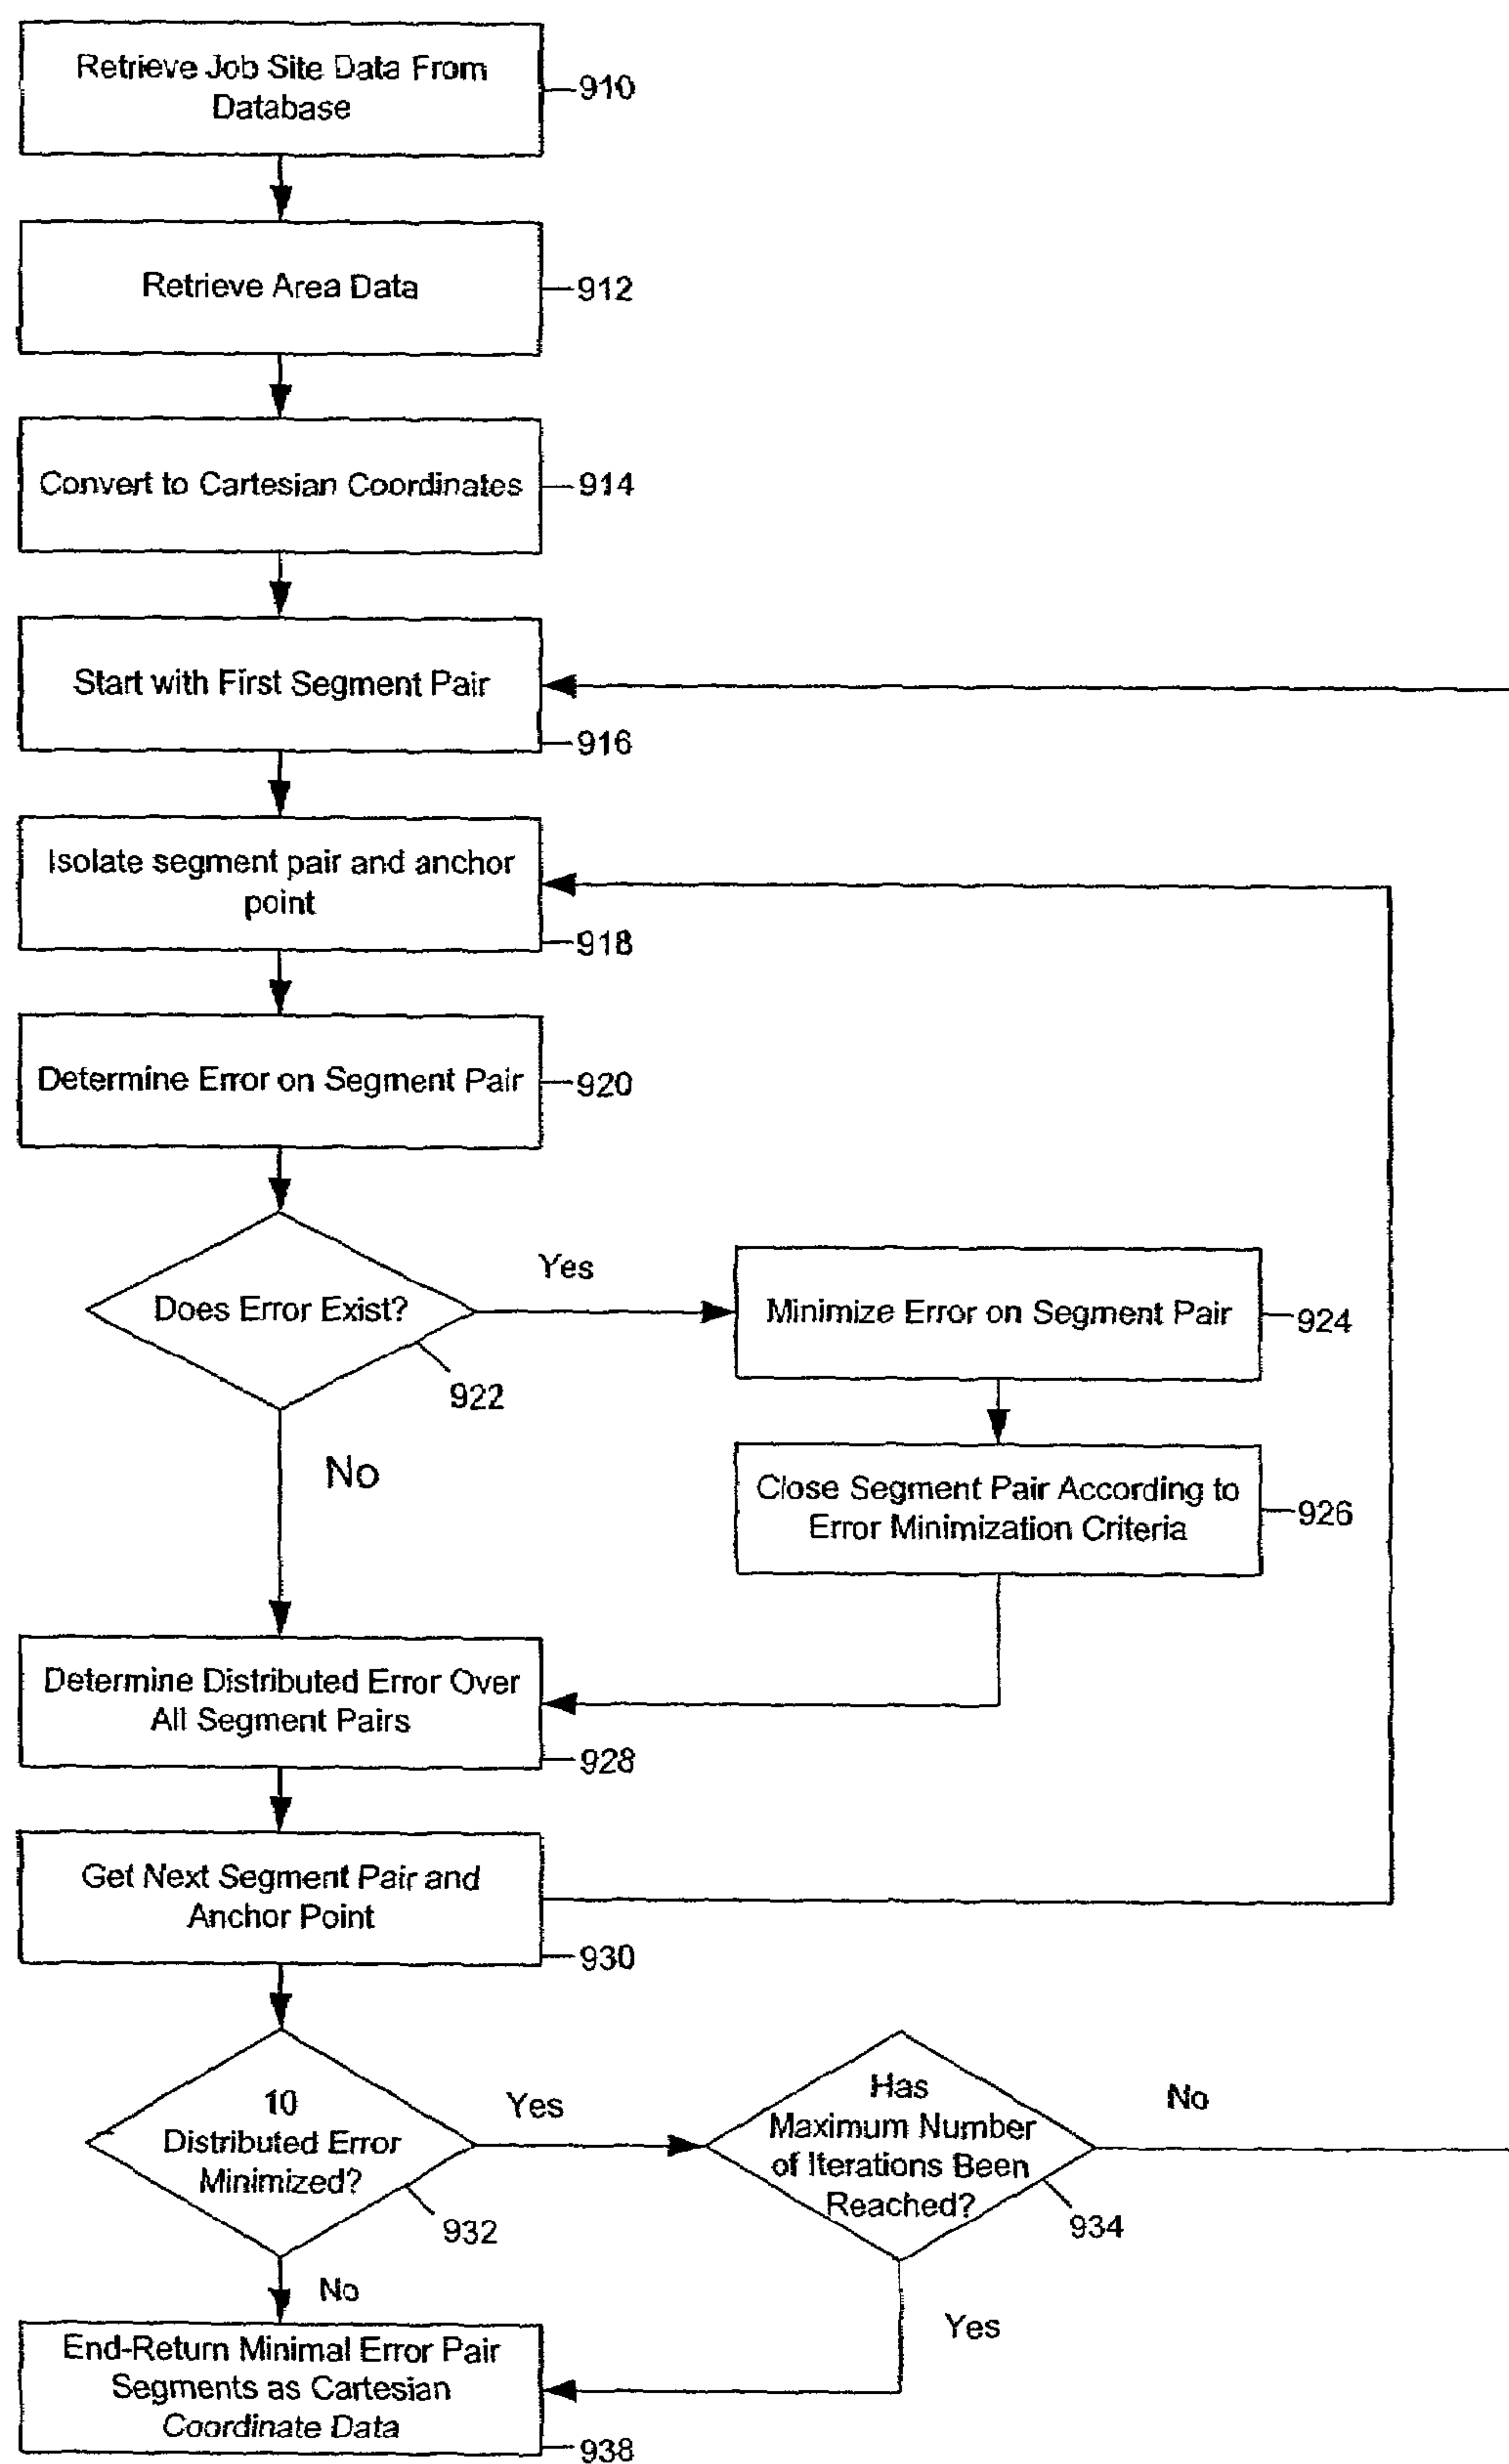 Retrieve Job Site Data From
Database
910
Retrieve Area Data
912
Convert to Cartesian Coordinates
914
Start with First Segment Pair
916
Isolate segment pair and anchor
point
918
Determine Error on Segment Pair
920
Does Error Exist?
922
Yes
No
Minimize Error on Segment Pair
924
Close Segment Pair According to
Error Minimization Criteria
926
Determine Distributed Error Over
All Segment Pairs
928
Get Next Segment Pair and
Anchor Point
930
10
Distributed Error
Minimized?
932
Yes
No
Has
Maximum Number
of Iterations Been
Reached?
934
No
Yes
End-Return Minimal Error Pair
Segments as Cartesian
Coordinate Data
938